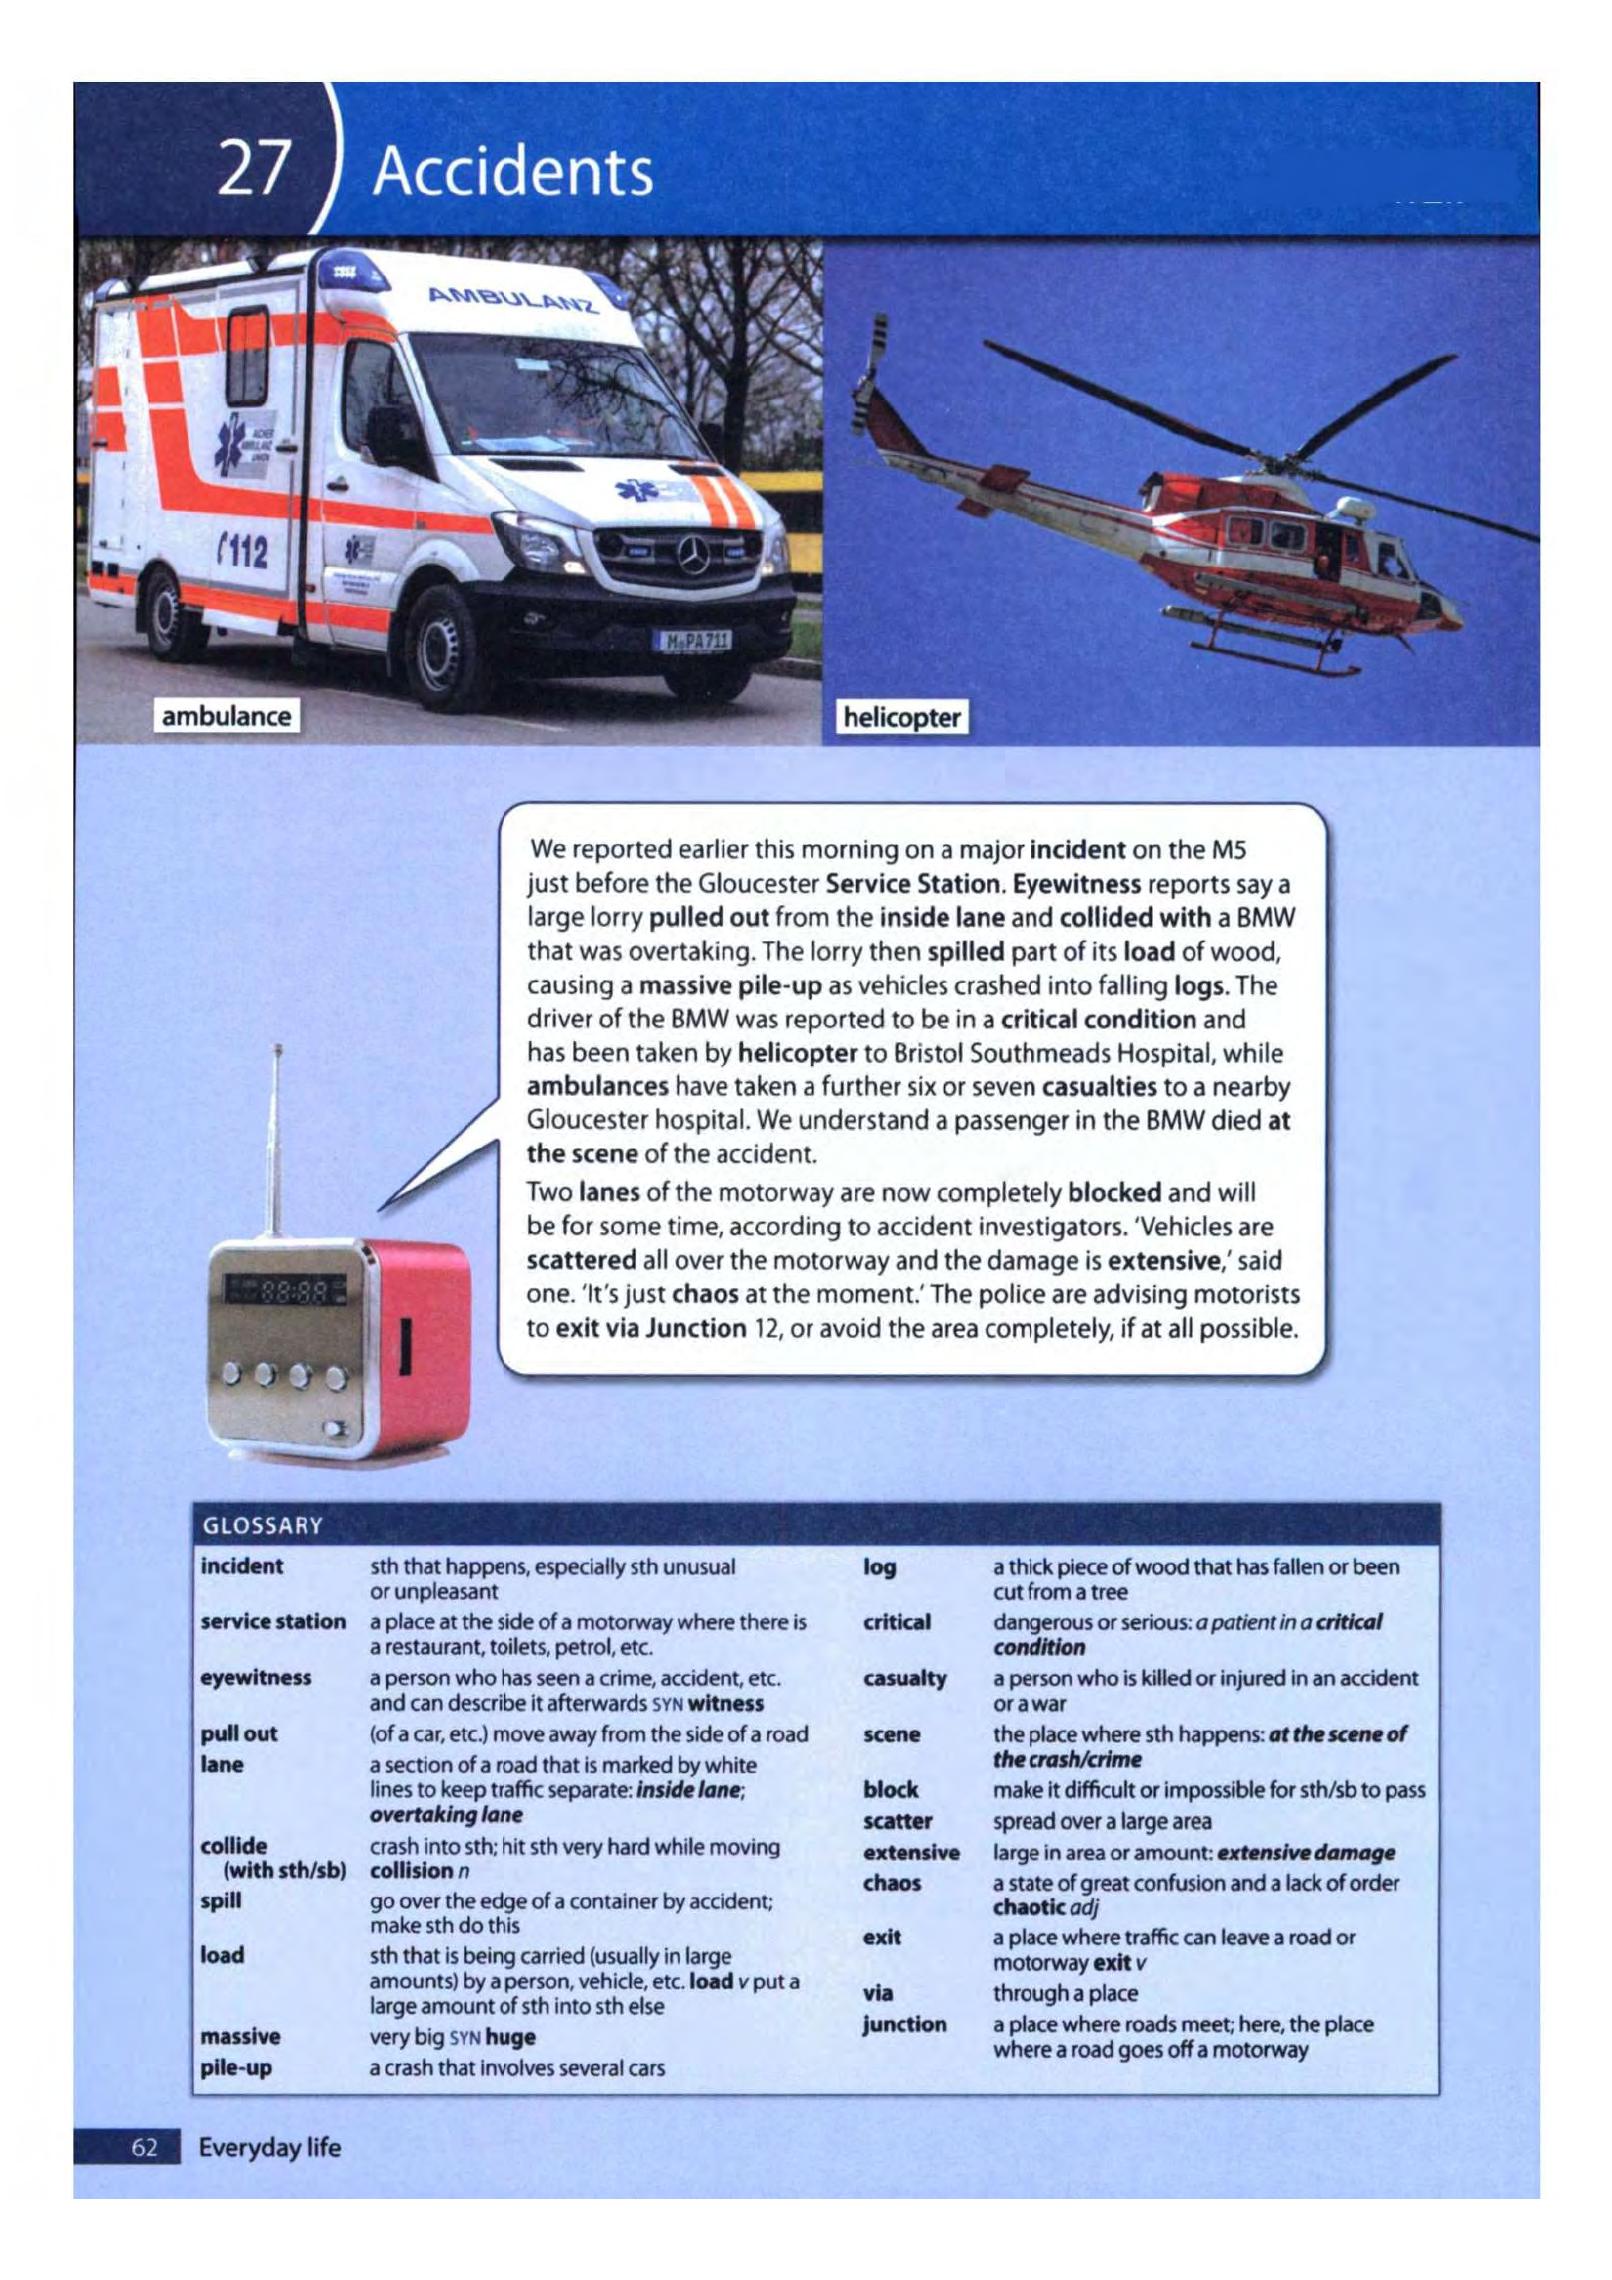 27
Accidents
AMBULANZ
AICHER
AMBULANZ
UNION
112
M PA 711
ambulance
helicopter
We reported earlier this morning on a major incident on the M5
just before the Gloucester Service Station. Eyewitness reports say a
large lorry pulled out from the inside lane and collided with a BMW
that was overtaking. The lorry then spilled part of its load of wood,
causing a massive pile-up as vehicles crashed into falling logs. The
driver of the BMW was reported to be in a critical condition and
has been taken by helicopter to Bristol Southmeads Hospital, while
ambulances have taken a further six or seven casualties to a nearby
Gloucester hospital. We understand a passenger in the BMW died at
the scene of the accident.
Two lanes of the motorway are now completely blocked and will
be for some time, according to accident investigators. 'Vehicles are
scattered all over the motorway and the damage is extensive,' said
one. 'It's just chaos at the moment.' The police are advising motorists
to exit via Junction 12, or avoid the area completely, if at all possible.
88:88
GLOSSARY
incident sth that happens, especially sth unusual
or unpleasant
service station a place at the side of a motorway where there is
a restaurant, toilets, petrol, etc.
eyewitness a person who has seen a crime, accident, etc.
and can describe it afterwards SYN witness
pull out (of a car, etc.) move away from the side of a road
lane a section of a road that is marked by white
lines to keep traffic separate: inside lane;
overtaking lane
collide crash into sth; hit sth very hard while moving
(with sth/sb) collision n
spill go over the edge of a container by accident;
make sth do this
load sth that is being carried (usually in large
amounts) by a person, vehicle, etc. load v put a
large amount of sth into sth else
massive very big SYN huge
pile-up a crash that involves several cars
log a thick piece of wood that has fallen or been
cut from a tree
critical dangerous or serious: a patient in a critical
condition
casualty a person who is killed or injured in an accident
or a war
scene the place where sth happens: at the scene of
the crash/crime
block make it difficult or impossible for sth/sb to pass
scatter spread over a large area
extensive large in area or amount: extensive damage
chaos a state of great confusion and a lack of order
chaotic adj
exit a place where traffic can leave a road or
motorway exit v
via through a place
junction a place where roads meet; here, the place
where a road goes off a motorway
62 Everyday life